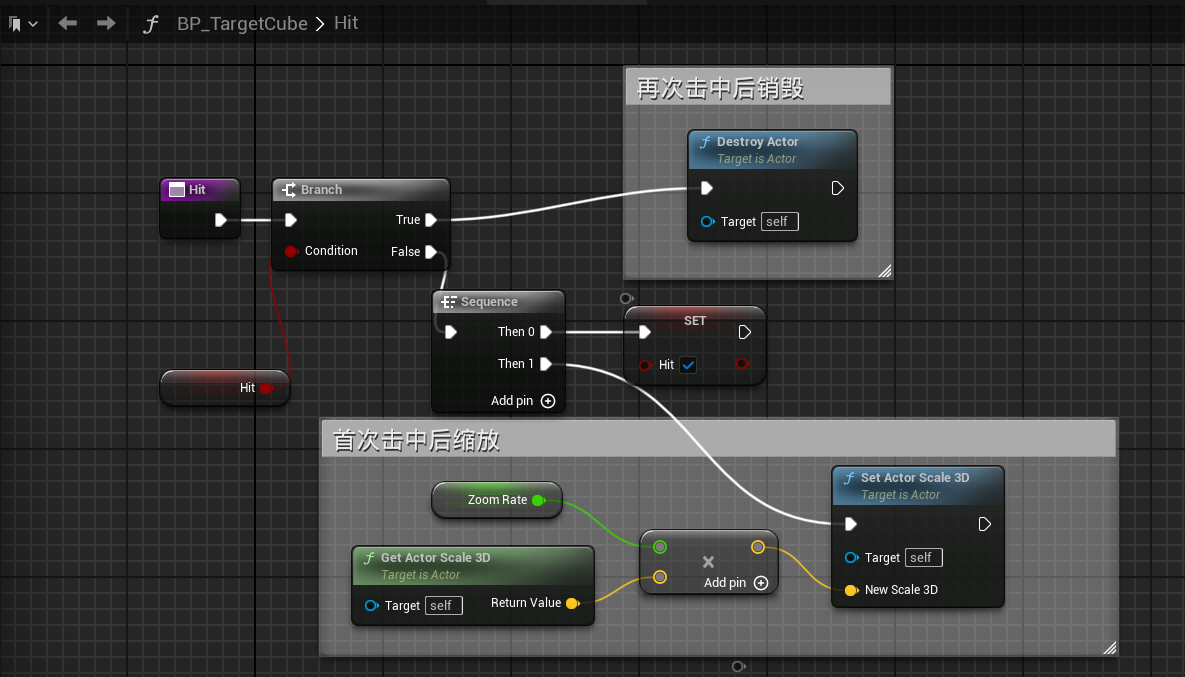 BP_TargetCube > Hit
再次击中后销毁
Destroy Actor
Target is Actor
Target self
Hit
Branch
True
Condition
False
Sequence
Then 0
Then 1
Add pin
SET
Hit
Hit
首次击中后缩放
Zoom Rate
Get Actor Scale 3D
Target is Actor
Target self
Return Value
Add pin
Set Actor Scale 3D
Target is Actor
Target self
New Scale 3D